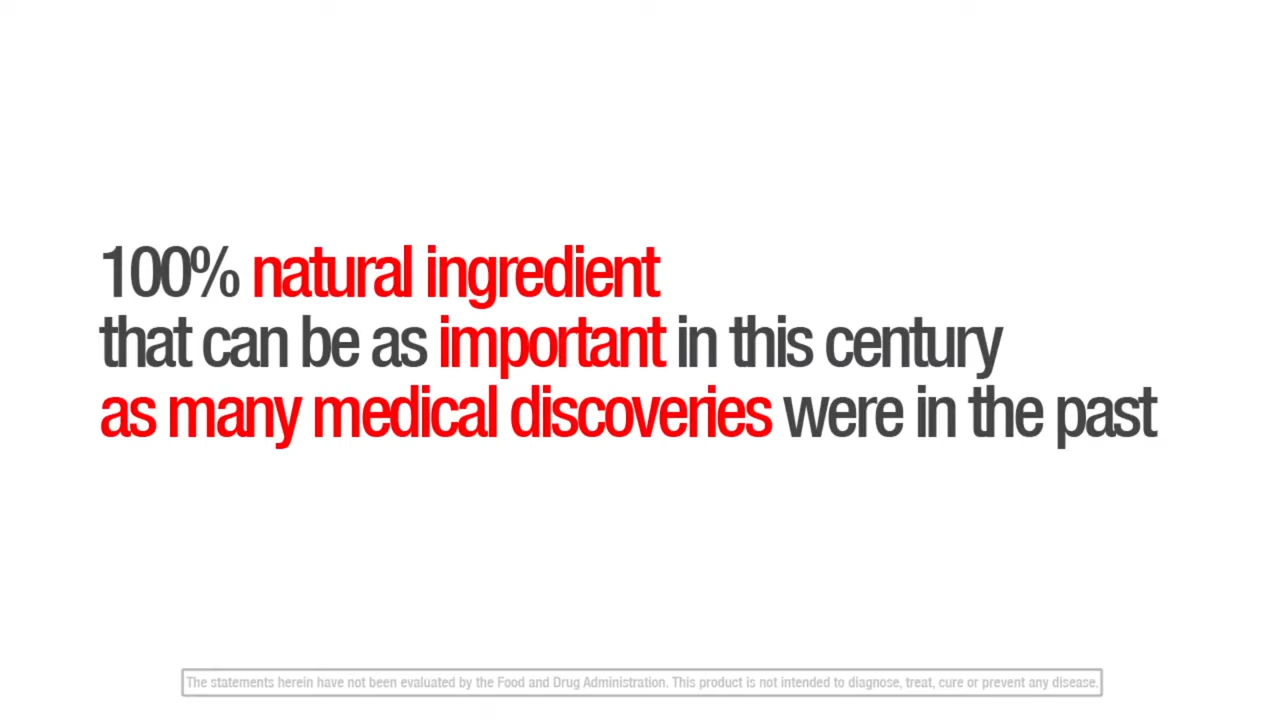 100% natural ingredient
that can be as important in this century
as many medical discoveries were in the past
The statements herein have not been evaluated by the Food and Drug Administration. This product is not intended to diagnose, treat, cure or prevent any disease.